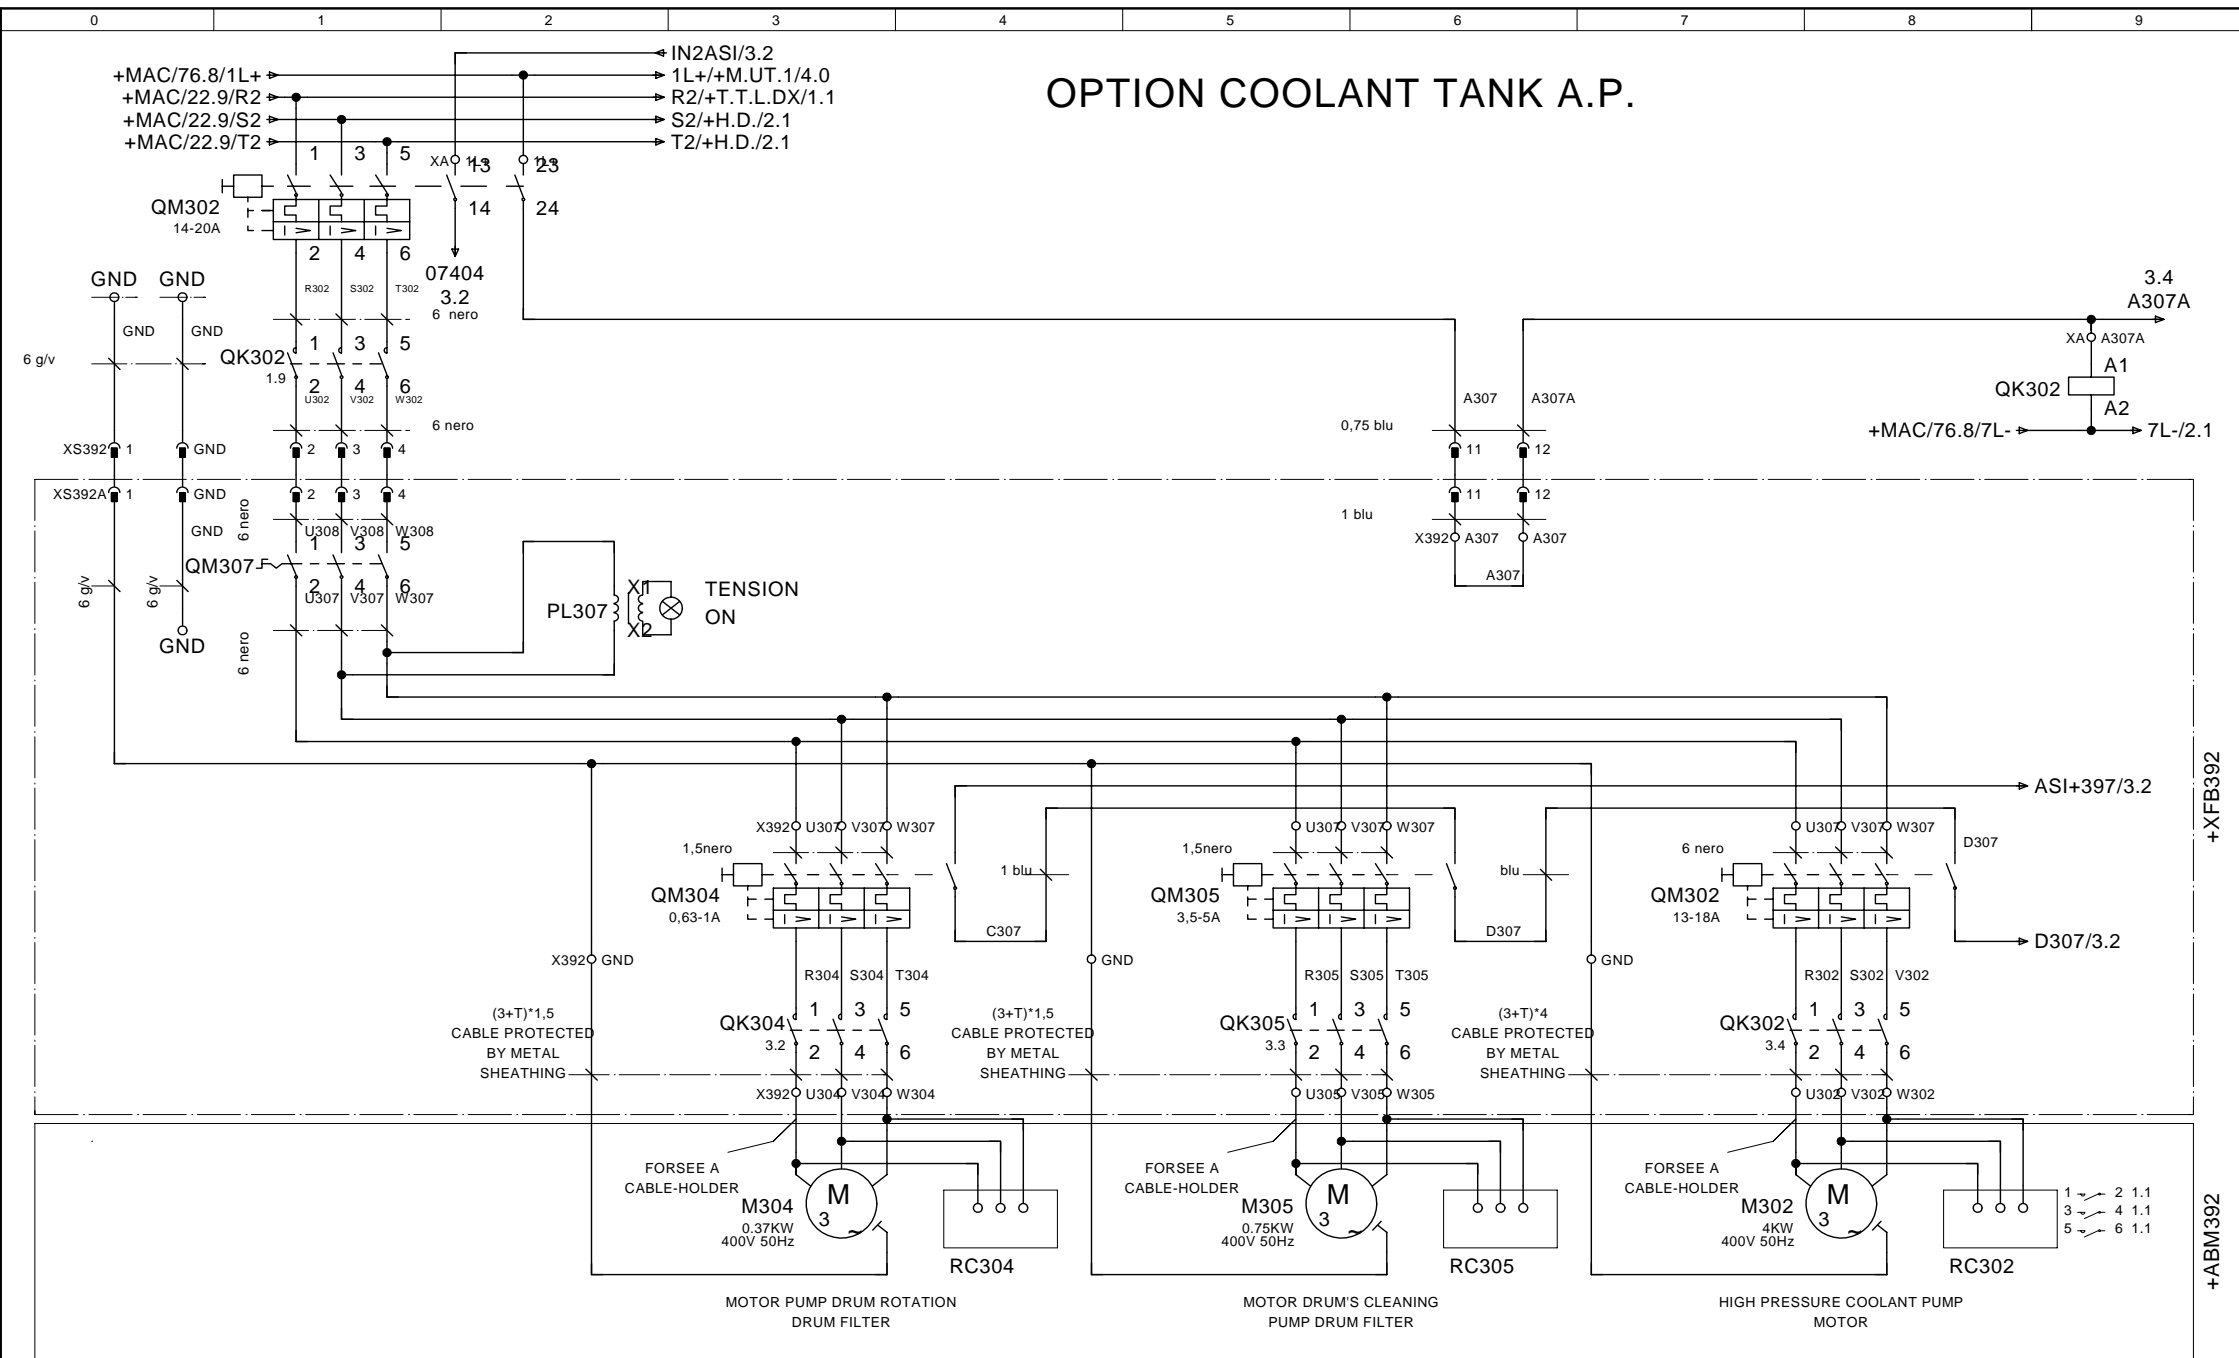 0 1 2 3 4 5 6 7 8 9
OPTION COOLANT TANK A.P.
IN2ASI/3.2
+MAC/76.8/1L+ 1L+/+M.UT.1/4.0
+MAC/22.9/R2 R2/+T.T.L.DX/1.1
+MAC/22.9/S2 S2/+H.D./2.1
+MAC/22.9/T2 T2/+H.D./2.1
1 3 5 XA 1L+ 13 1L+ 23
QM302 14 24
14-20A
2 4 6
GND GND 07404
R302 S302 T302 3.2
6 nero
3.4
A307A
GND GND
XA A307A
6 g/v QK302 1 3 5
1.9 2 4 6
U302 V302 W302
A1
QK302
A2
A307 A307A
6 nero 0,75 blu
+MAC/76.8/7L- 7L-/2.1
XS392 1 GND 2 3 4 11 12
XS392A 1 GND 2 3 4 11 12
GND 6 nero U308 V308 W308 1 blu
1 3 5 X392 A307 A307
QM307
2 4 6
U307 V307 W307 A307
6 g/v 6 g/v
X1 TENSION
PL307 ON
X2
GND 6 nero
ASI+397/3.2
+XFB392
X392 U307 V307 W307 U307 V307 W307 U307 V307 W307
D307
1,5nero 1 blu 1,5nero blu 6 nero
QM304 QM305 QM302
0,63-1A 3,5-5A 13-18A
C307 D307 D307/3.2
X392 GND GND GND
R304 S304 T304 R305 S305 T305 R302 S302 V302
(3+T)*1,5 (3+T)*1,5 (3+T)*4
CABLE PROTECTED CABLE PROTECTED CABLE PROTECTED
BY METAL BY METAL BY METAL
SHEATHING SHEATHING SHEATHING
QK304 1 3 5 QK305 1 3 5 QK302 1 3 5
3.2 2 4 6 3.3 2 4 6 3.4 2 4 6
X392 U304 V304 W304 U305 V305 W305 U302 V302 W302
FORSEE A FORSEE A FORSEE A
CABLE-HOLDER CABLE-HOLDER CABLE-HOLDER
M304 M 3 ~ M305 M 3 ~ M302 M 3 ~
0.37KW 0.75KW 4KW
400V 50Hz 400V 50Hz 400V 50Hz
1 2 1.1
3 4 1.1
5 6 1.1
RC304 RC305 RC302
+ABM392
MOTOR PUMP DRUM ROTATION MOTOR DRUM'S CLEANING HIGH PRESSURE COOLANT PUMP
DRUM FILTER PUMP DRUM FILTER MOTOR